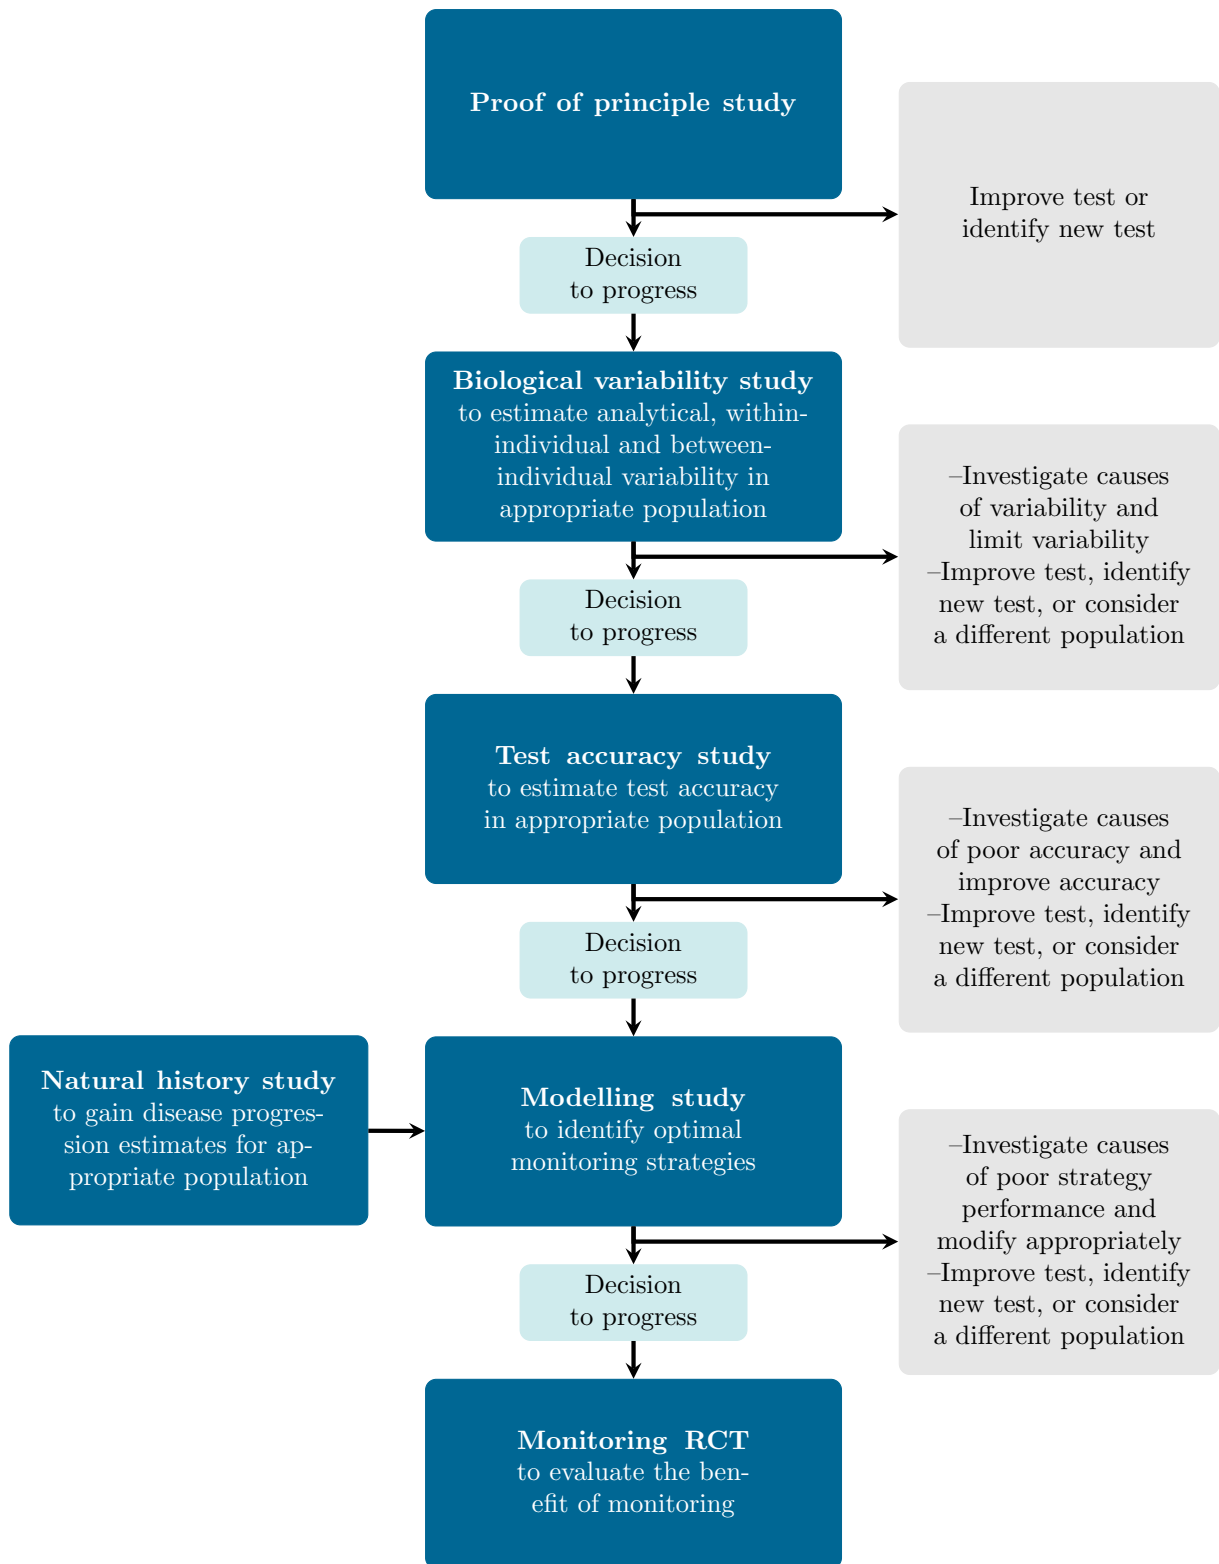 Proof of principle study
Improve test or
identify new test
Decision
to progress
Biological variability study
to estimate analytical, within-
individual and between-
individual variability in
appropriate population
–Investigate causes
of variability and
limit variability
–Improve test, identify
new test, or consider
a different population
Decision
to progress
Test accuracy study
to estimate test accuracy
in appropriate population
–Investigate causes
of poor accuracy and
improve accuracy
–Improve test, identify
new test, or consider
a different population
Decision
to progress
Natural history study
to gain disease progres-
sion estimates for ap-
propriate population
Modelling study
to identify optimal
monitoring strategies
–Investigate causes
of poor strategy
performance and
modify appropriately
–Improve test, identify
new test, or consider
a different population
Decision
to progress
Monitoring RCT
to evaluate the ben-
efit of monitoring